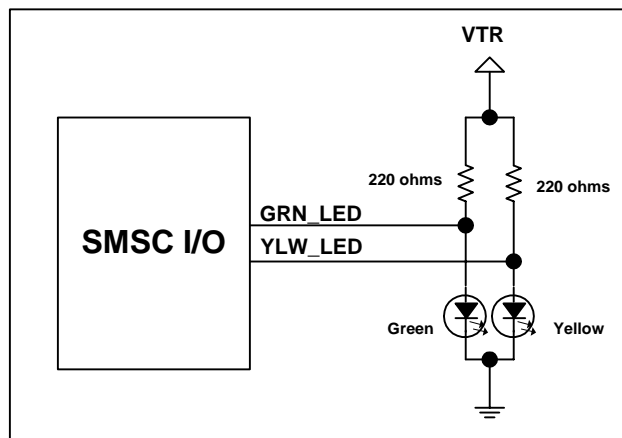 VTR
220 ohms
220 ohms
GRN_LED
SMSC I/O
YLW_LED
Green
Yellow